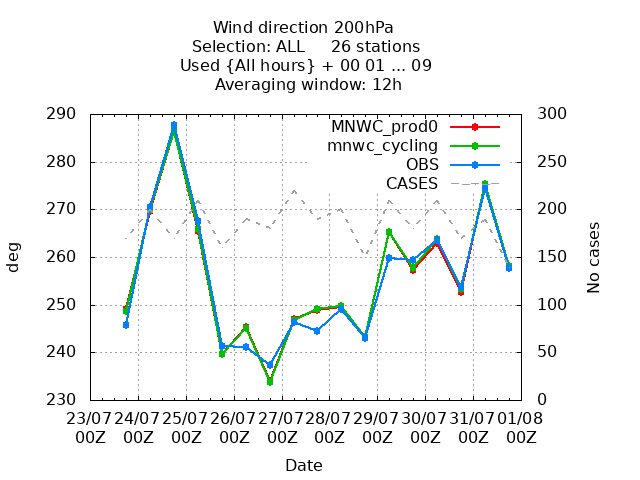 Wind direction 200hPa
Selection: ALL 26 stations
Used {All hours} + 00 01 ... 09
Averaging window: 12h
MNWC_prod0
mnwc_cycling
OBS
CASES
290
280
270
260
250
240
230
300
250
200
150
100
50
0
deg
No cases
23/07 24/07 25/07 26/07 27/07 28/07 29/07 30/07 31/07 01/08
00Z 00Z 00Z 00Z 00Z 00Z 00Z 00Z 00Z 00Z
Date